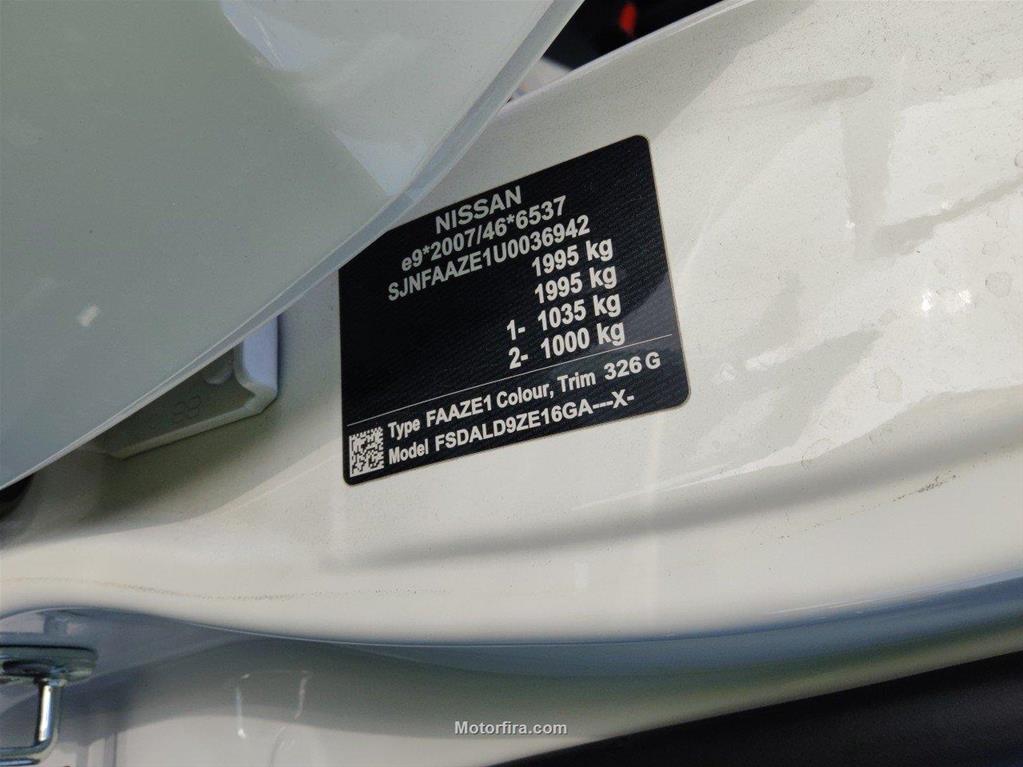 NISSAN
e9*2007/46*6537
SJNFAAZE1U0036942
1995 kg
1995 kg
1- 1035 kg
2- 1000 kg
Type FAAZE1 Colour, Trim 326 G
Model FSDALD9ZE16GA---X-
Motorfira.com